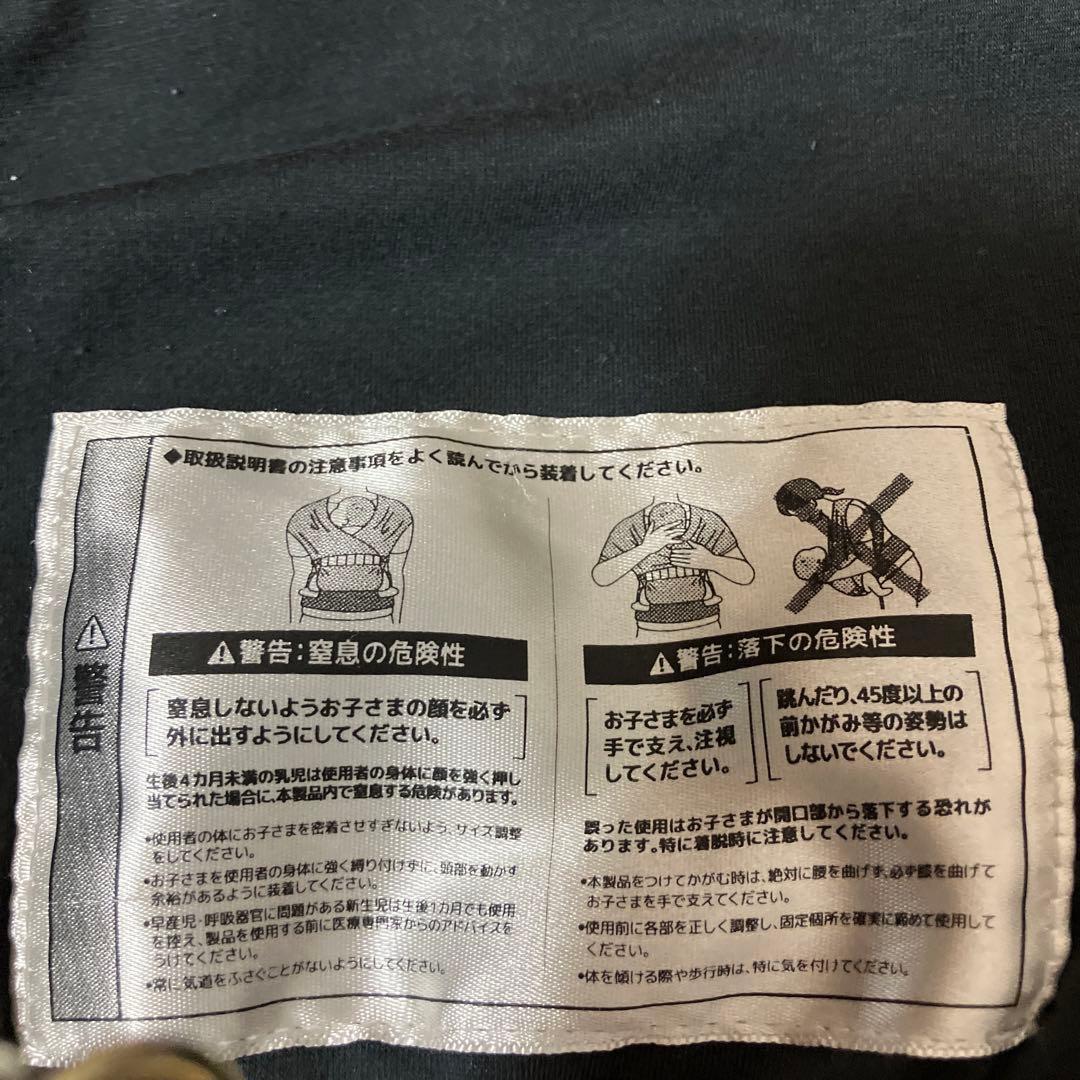 ⚠警告
◆取扱説明書の注意事項をよく読んでから装着してください。
⚠警告:窒息の危険性
窒息しないようお子さまの顔を必ず
外に出すようにしてください。
生後4カ月未満の乳児は使用者の身体に顔を強く押し
当てられた場合に、本製品内で窒息する危険があります。
•使用者の体にお子さまを密着させすぎないよう、サイズ調整
をしてください。
•お子さまを使用者の身体に強く縛り付けずに、頭部を動かす
余裕があるように装着してください。
•早産児・呼吸器官に問題がある新生児は生後1カ月でも使用
を控え、製品を使用する前に医療専門家からのアドバイスを
うけてください。
•常に気道をふさぐことがないようにしてください。
⚠警告:落下の危険性
お子さまを必ず
手で支え、注視
してください。
跳んだり、45度以上の
前かがみ等の姿勢は
しないでください。
誤った使用はお子さまが開口部から落下する恐れが
あります。特に着脱時に注意してください。
•本製品をつけてかがむ時は、絶対に腰を曲げず、必ず膝を曲げて
お子さまを手で支えてください。
•使用前に各部を正しく調整し、固定個所を確実に締めて使用して
ください。
•体を傾ける際や歩行時は、特に気を付けてください。